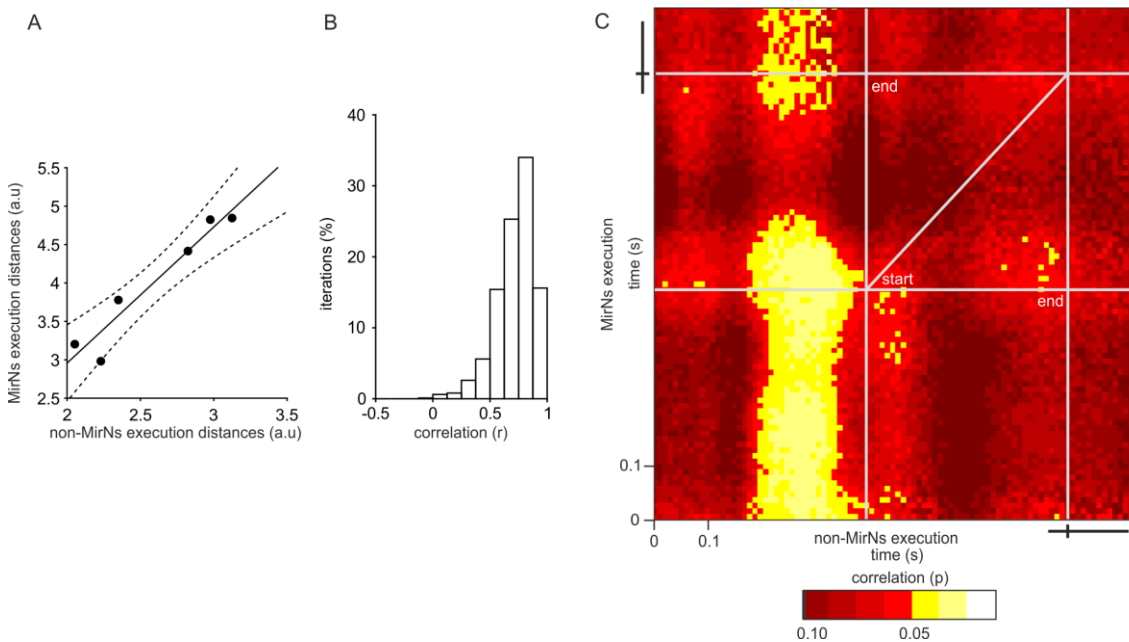 A
B
C
MirNs execution distances (a.u)
5.5
5
4.5
4
3.5
3
2.5
2
2.5
3
3.5
non-MirNs execution distances (a.u)
iterations (%)
40
30
20
10
0
-0.5
0
0.5
1
correlation (r)
MirNs execution
time (s)
end
start
end
0.1
0
0
0.1
non-MirNs execution
time (s)
correlation (p)
0.10
0.05